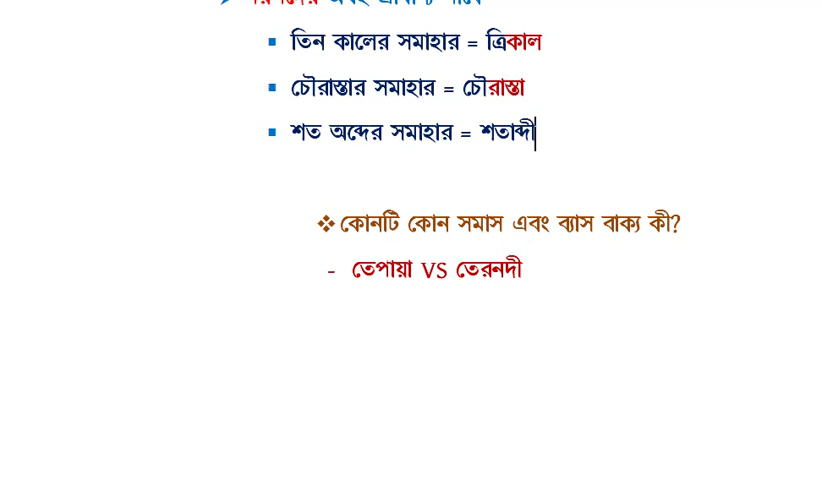 তিন কালের সমাহার = ত্রিকাল
চৌরাস্তার সমাহার = চৌরাস্তা
শত অব্দের সমাহার = শতাব্দী
কোনটি কোন সমাস এবং ব্যাস বাক্য কী?
- তেপায়া VS তেরনদী